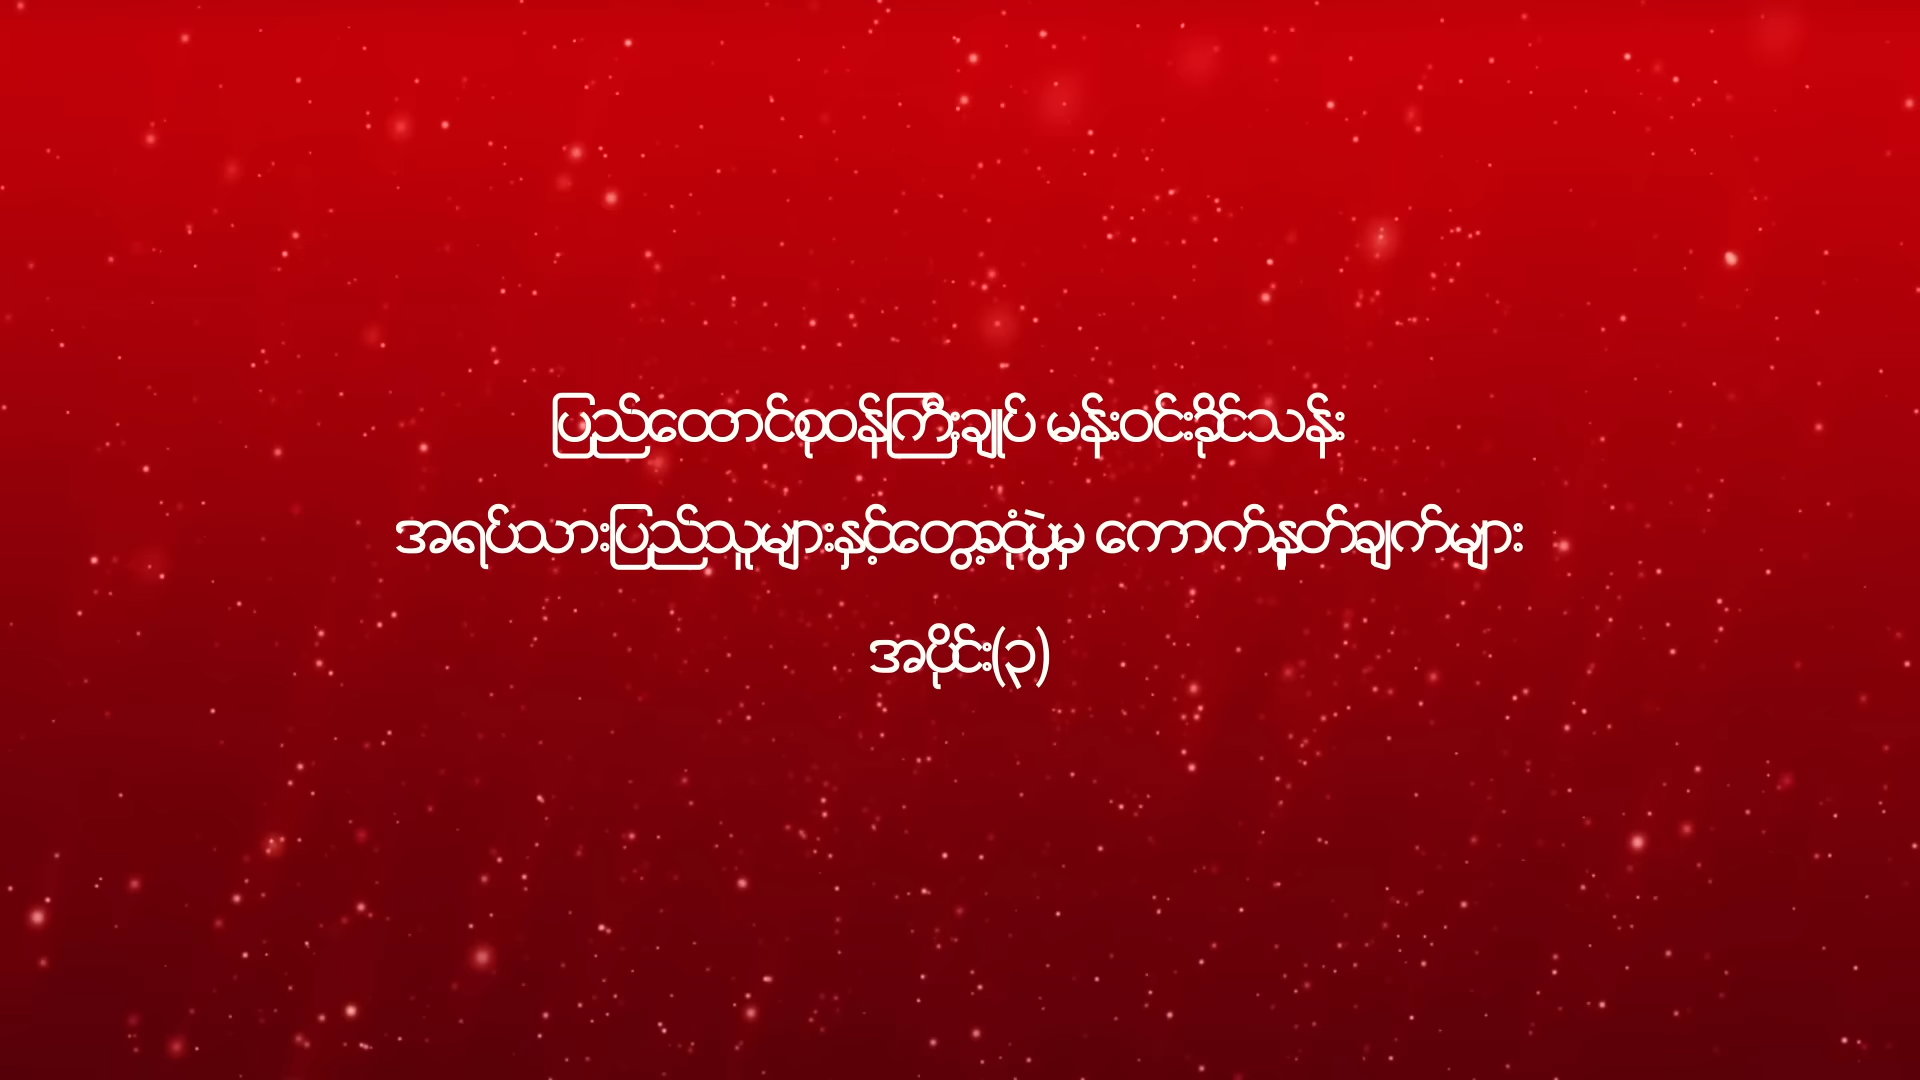 ပြည်ထောင်စုဝန်ကြီးချုပ် မန်းဝင်းခိုင်သန်း
အရပ်သားပြည်သူများနှင့်တွေ့ဆုံပွဲမှ ကောက်နုတ်ချက်များ
အပိုင်း(၃)